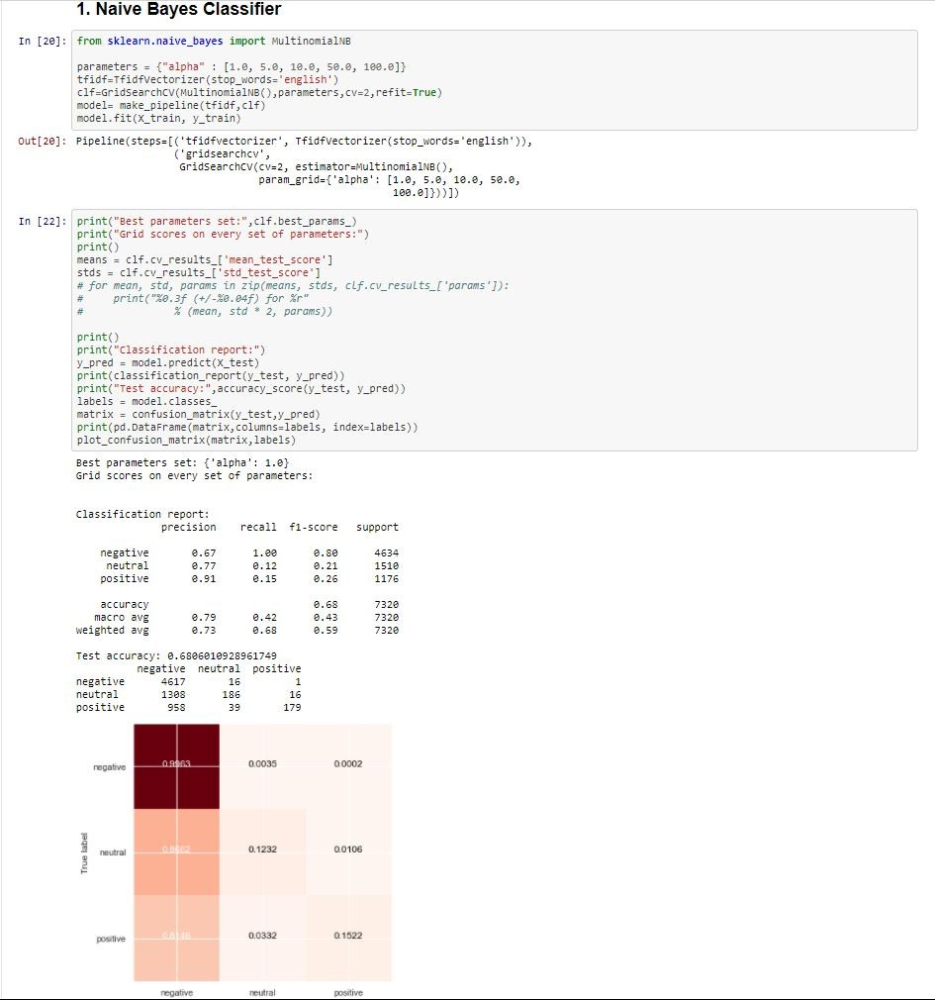 1. Naive Bayes Classifier
In [20]: from sklearn.naive_bayes import MultinomialNB
parameters = {"alpha" : [1.0, 5.0, 10.0, 50.0, 100.0]}
tfidf=TfidfVectorizer(stop_words='english')
clf=GridSearchCV(MultinomialNB(),parameters,cv=2,refit=True)
model= make_pipeline(tfidf,clf)
model.fit(X_train, y_train)
Out[20]: Pipeline(steps=[('tfidfvectorizer', TfidfVectorizer(stop_words='english')),
('gridsearchcv',
GridSearchCV(cv=2, estimator=MultinomialNB(),
param_grid={'alpha': [1.0, 5.0, 10.0, 50.0,
100.0]}))])
In [22]: print("Best parameters set:",clf.best_params_)
print("Grid scores on every set of parameters:")
print()
means = clf.cv_results_['mean_test_score']
stds = clf.cv_results_['std_test_score']
# for mean, std, params in zip(means, stds, clf.cv_results_['params']):
#     print("%0.3f (+/-%0.04f) for %r"
#              % (mean, std * 2, params))
print()
print("Classification report:")
y_pred = model.predict(X_test)
print(classification_report(y_test, y_pred))
print("Test accuracy:",accuracy_score(y_test, y_pred))
labels = model.classes_
matrix = confusion_matrix(y_test,y_pred)
print(pd.DataFrame(matrix,columns=labels, index=labels))
plot_confusion_matrix(matrix,labels)
Best parameters set: {'alpha': 1.0}
Grid scores on every set of parameters:
Classification report:
precision recall f1-score support
negative 0.67 1.00 0.80 4634
neutral 0.77 0.12 0.21 1510
positive 0.91 0.15 0.26 1176
accuracy 0.68 7320
macro avg 0.79 0.42 0.43 7320
weighted avg 0.73 0.68 0.59 7320
Test accuracy: 0.6806010928961749
negative neutral positive
negative 4617 16 1
neutral 1308 186 16
positive 958 39 179
negative 0.9963 0.0035 0.0002
True label
neutral 0.8662 0.1232 0.0106
positive 0.8146 0.0332 0.1522
negative neutral positive